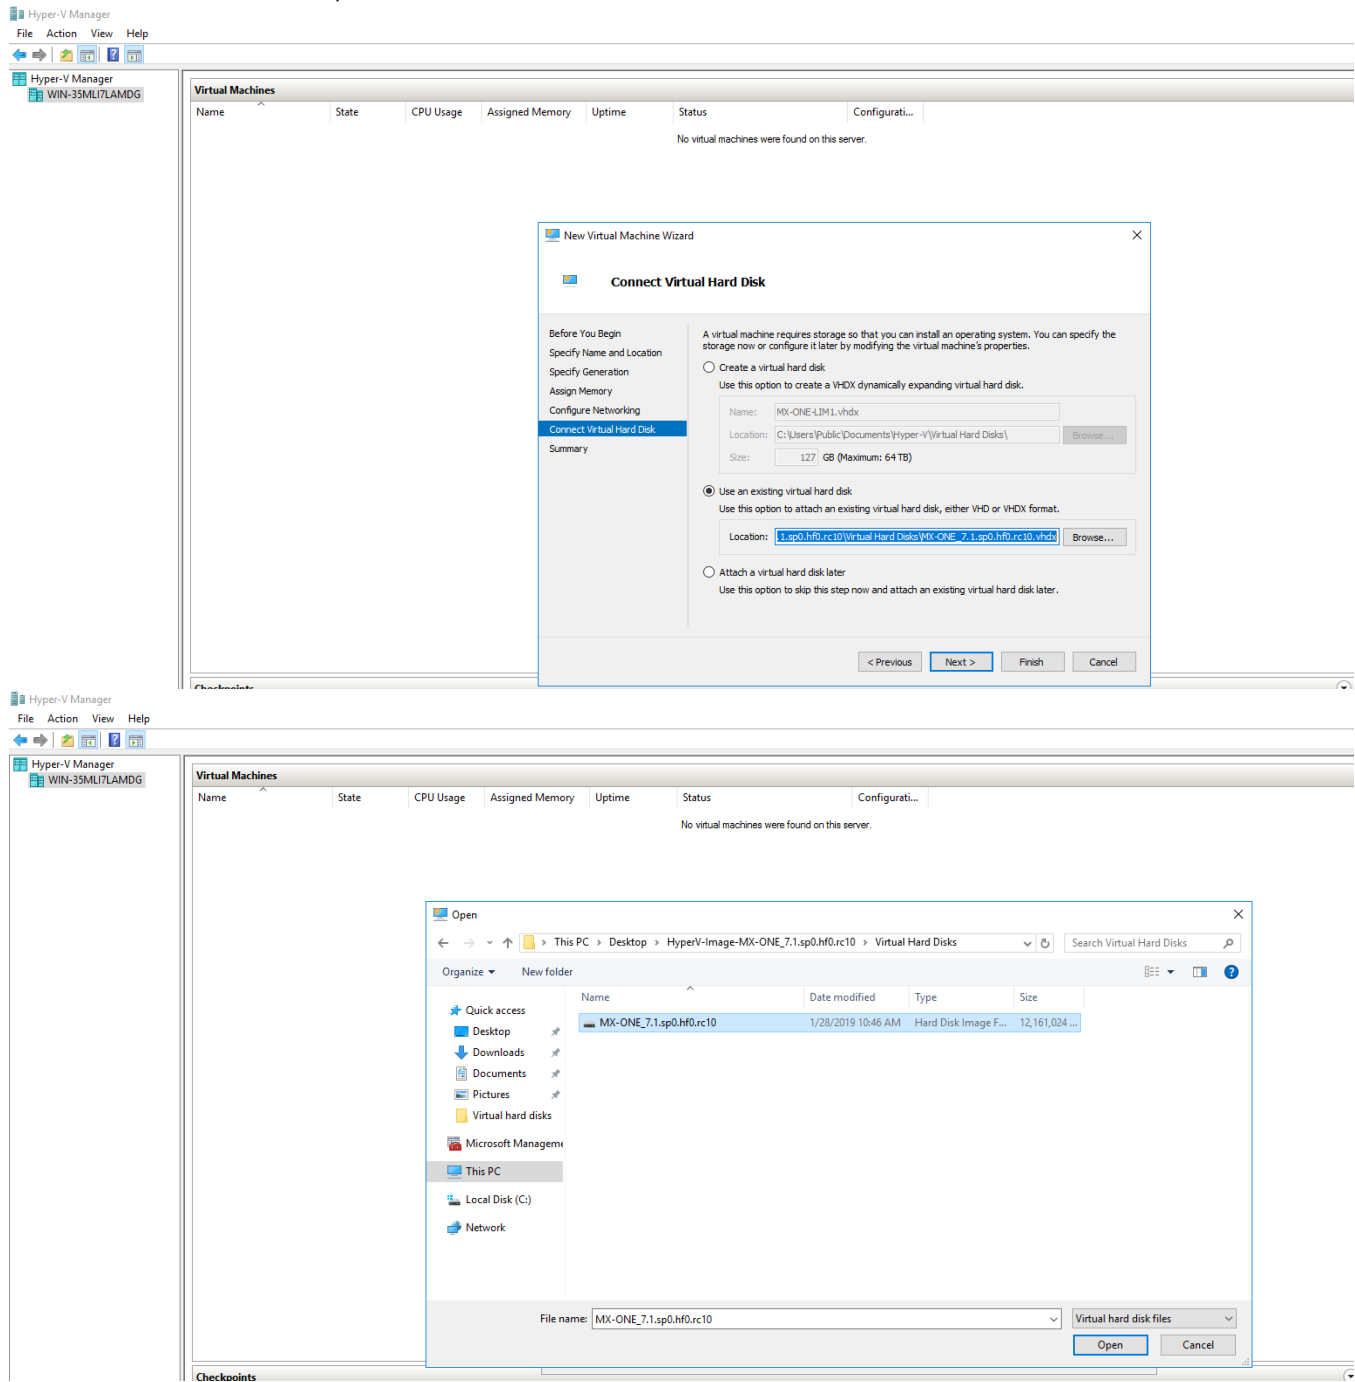 Hyper-V Manager
File Action View Help
Hyper-V Manager
WIN-35MLI7LAMDG
Virtual Machines
Name State CPU Usage Assigned Memory Uptime Status Configurati...
No virtual machines were found on this server.
New Virtual Machine Wizard
Connect Virtual Hard Disk
Before You Begin
Specify Name and Location
Specify Generation
Assign Memory
Configure Networking
Connect Virtual Hard Disk
Summary
A virtual machine requires storage so that you can install an operating system. You can specify the
storage now or configure it later by modifying the virtual machine's properties.
Create a virtual hard disk
Use this option to create a VHDX dynamically expanding virtual hard disk.
Name: MX-ONE-LIM1.vhdx
Location: C:\Users\Public\Documents\Hyper-V\Virtual Hard Disks\ Browse...
Size: 127 GB (Maximum: 64 TB)
Use an existing virtual hard disk
Use this option to attach an existing virtual hard disk, either VHD or VHDX format.
Location: .1.sp0.hf0.rc10\Virtual Hard Disks\MX-ONE_7.1.sp0.hf0.rc10.vhdx Browse...
Attach a virtual hard disk later
Use this option to skip this step now and attach an existing virtual hard disk later.
< Previous Next > Finish Cancel
Checkpoints
Hyper-V Manager
File Action View Help
Hyper-V Manager
WIN-35MLI7LAMDG
Virtual Machines
Name State CPU Usage Assigned Memory Uptime Status Configurati...
No virtual machines were found on this server.
Open
This PC > Desktop > HyperV-Image-MX-ONE_7.1.sp0.hf0.rc10 > Virtual Hard Disks Search Virtual Hard Disks
Organize New folder
Name Date modified Type Size
MX-ONE_7.1.sp0.hf0.rc10 1/28/2019 10:46 AM Hard Disk Image F... 12,161,024 ...
Quick access
Desktop
Downloads
Documents
Pictures
Virtual hard disks
Microsoft Manageme
This PC
Local Disk (C:)
Network
File name: MX-ONE_7.1.sp0.hf0.rc10 Virtual hard disk files
Open Cancel
Checkpoints